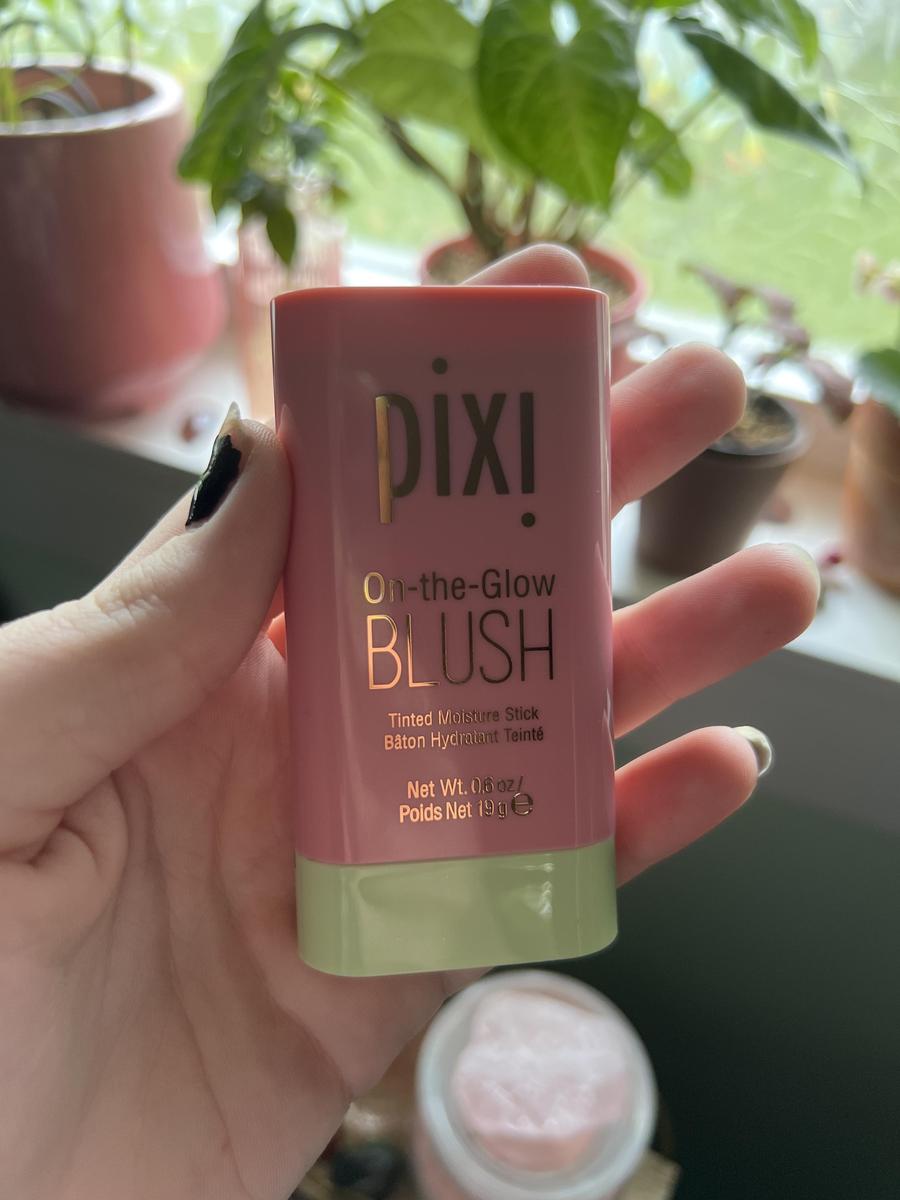 pixi
On-the-Glow
BLUSH
Tinted Moisture Stick
Bâton Hydratant Teinté
Net Wt. 0.6 oz/
Poids Net 19 g ℮